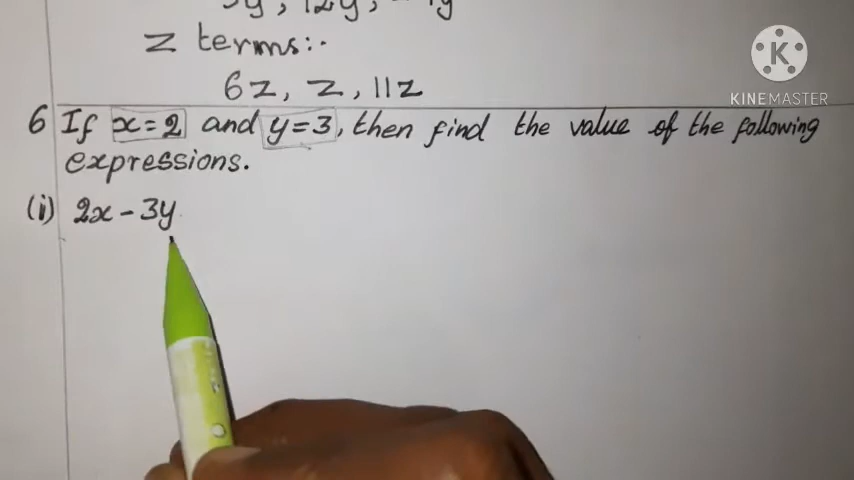 z terms:-
6z, z, 11z
KINEMASTER
6 If x=2 and y=3, then find the value of the following
expressions.
(i) 2x-3y